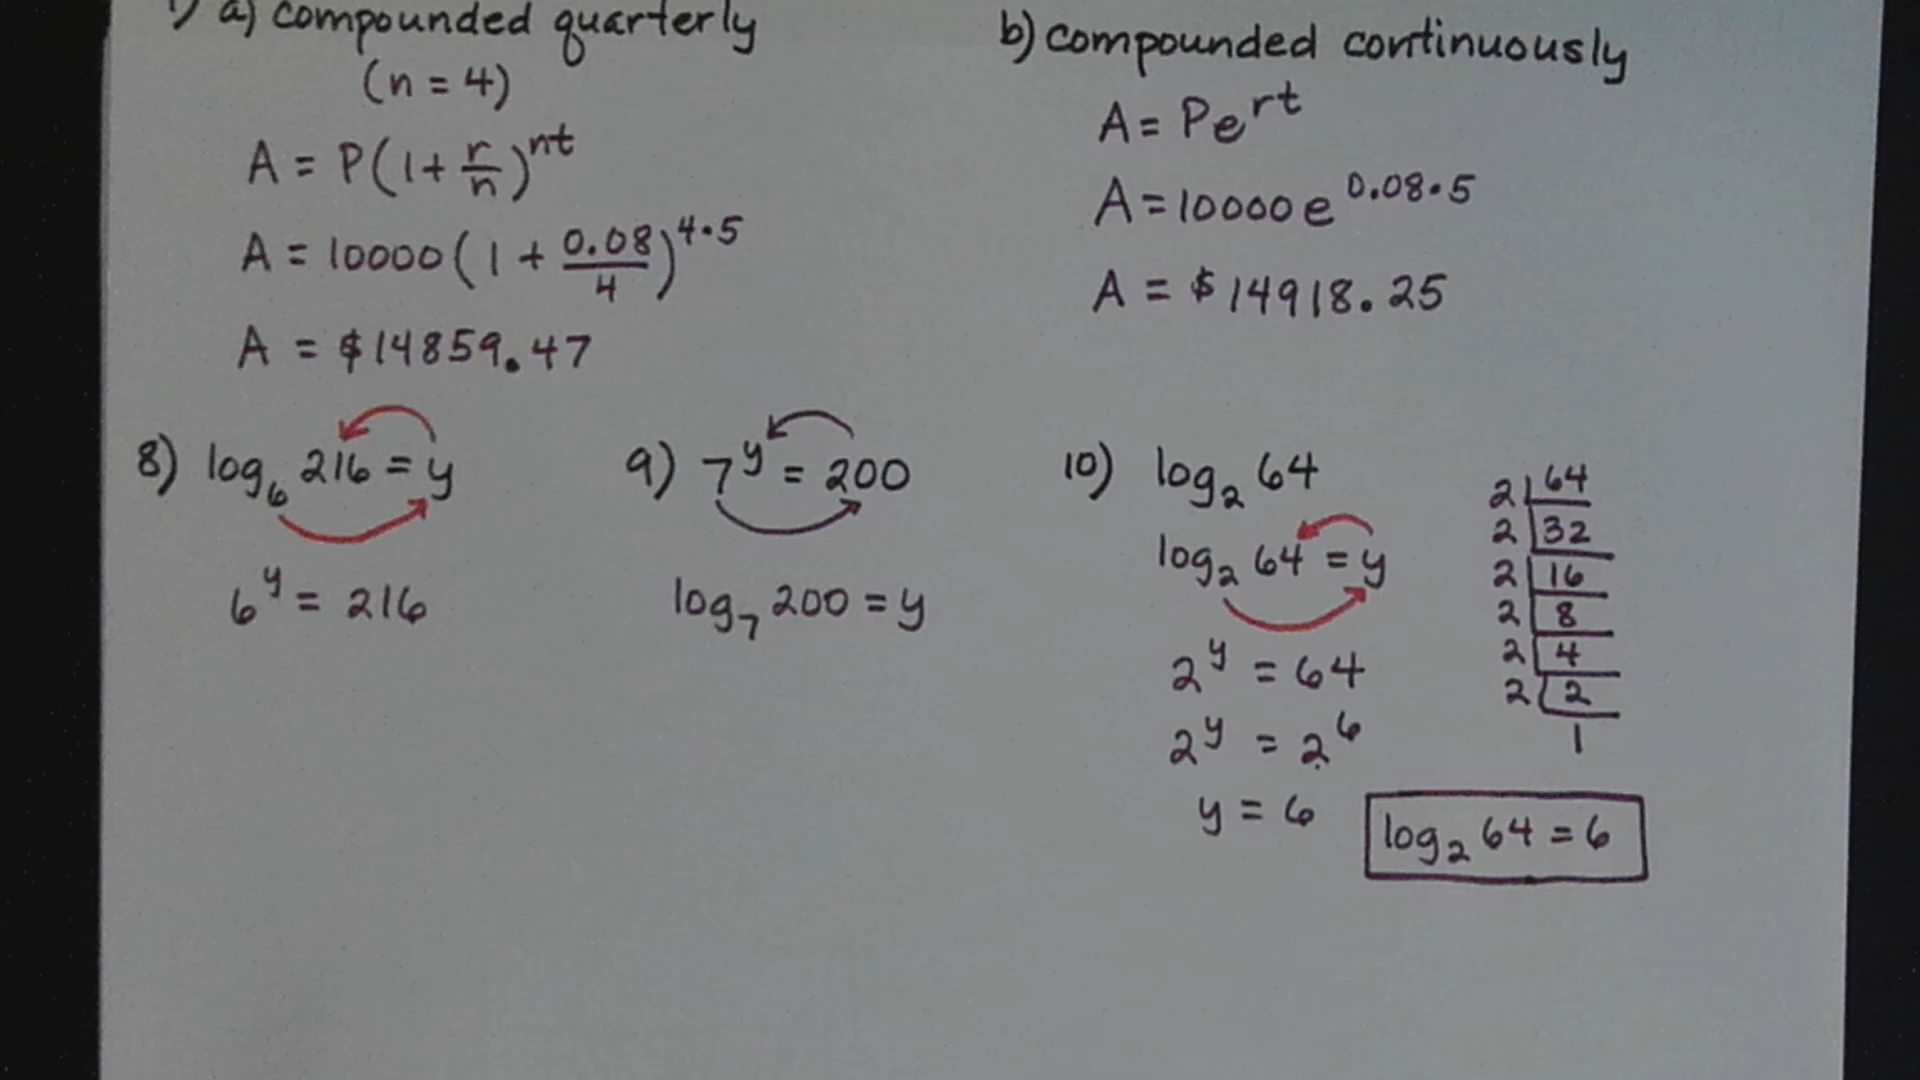 a) compounded quarterly
(n = 4)
A = P(1 + r/n)^nt
A = 10000(1 + 0.08/4)^4·5
A = $14859.47
b) compounded continuously
A = Pe^rt
A = 10000e^0.08·5
A = $14918.25
8) log₆ 216 = y
6^y = 216
9) 7^y = 200
log₇ 200 = y
10) log₂ 64
log₂ 64 = y
2^y = 64
2^y = 2^6
y = 6
log₂ 64 = 6
2 64
2 32
2 16
2 8
2 4
2 2
1